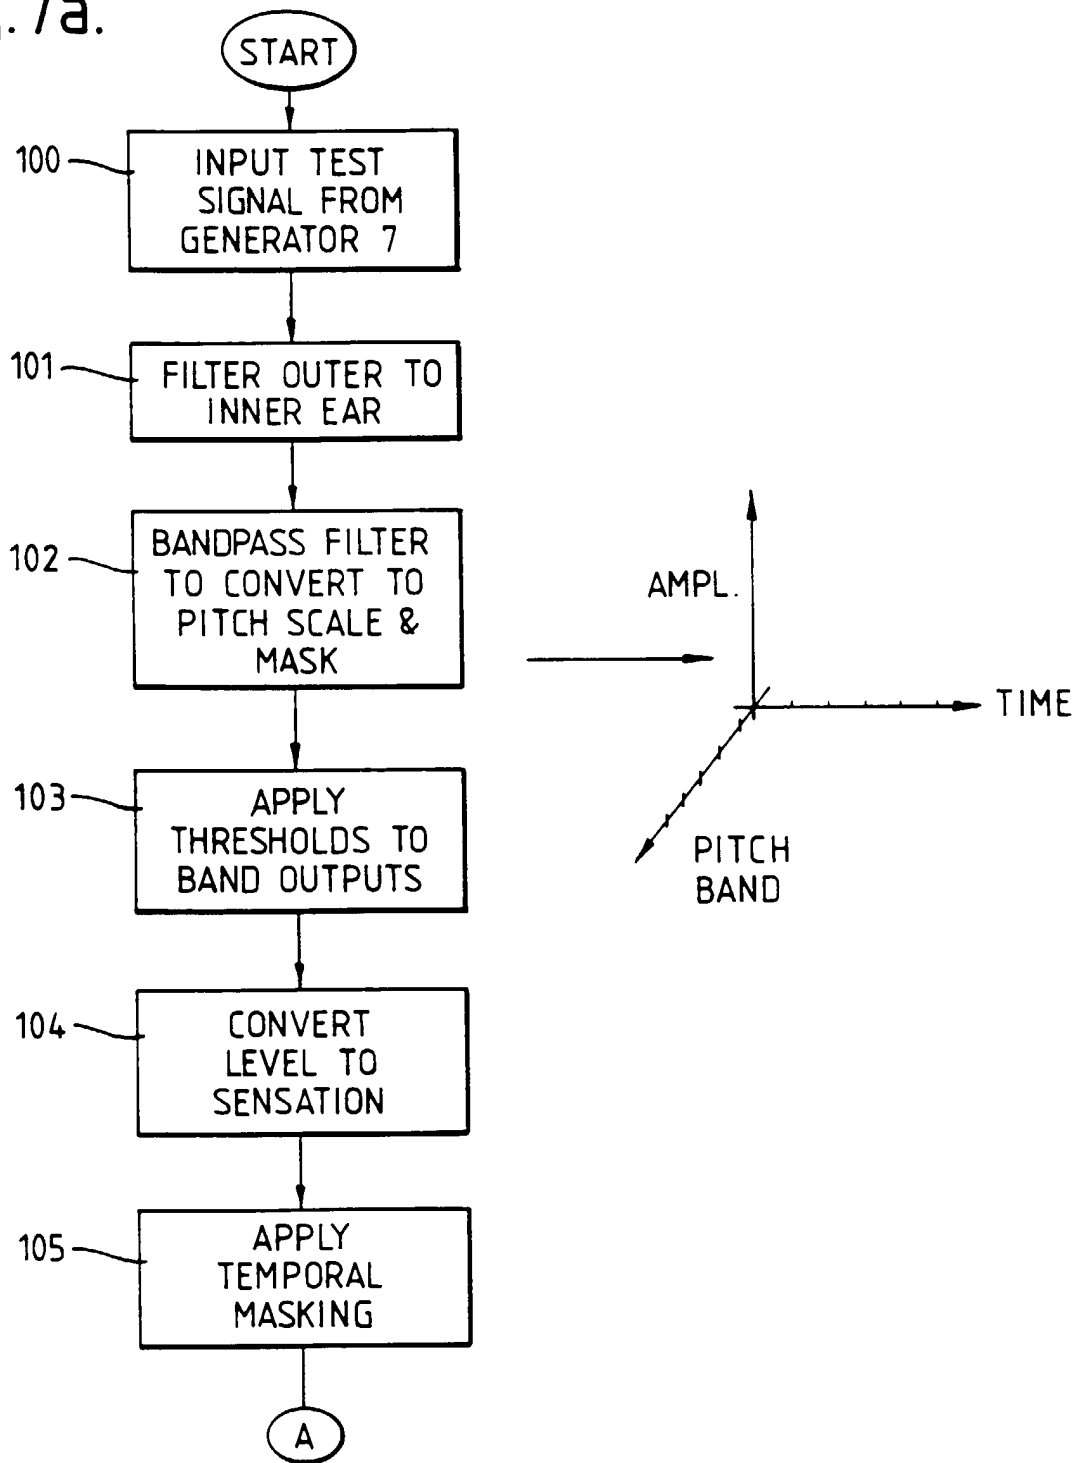 . 7a.
START
100
INPUT TEST
SIGNAL FROM
GENERATOR 7
101
FILTER OUTER TO
INNER EAR
102
BANDPASS FILTER
TO CONVERT TO
PITCH SCALE &
MASK
AMPL.
TIME
PITCH
BAND
103
APPLY
THRESHOLDS TO
BAND OUTPUTS
104
CONVERT
LEVEL TO
SENSATION
105
APPLY
TEMPORAL
MASKING
A